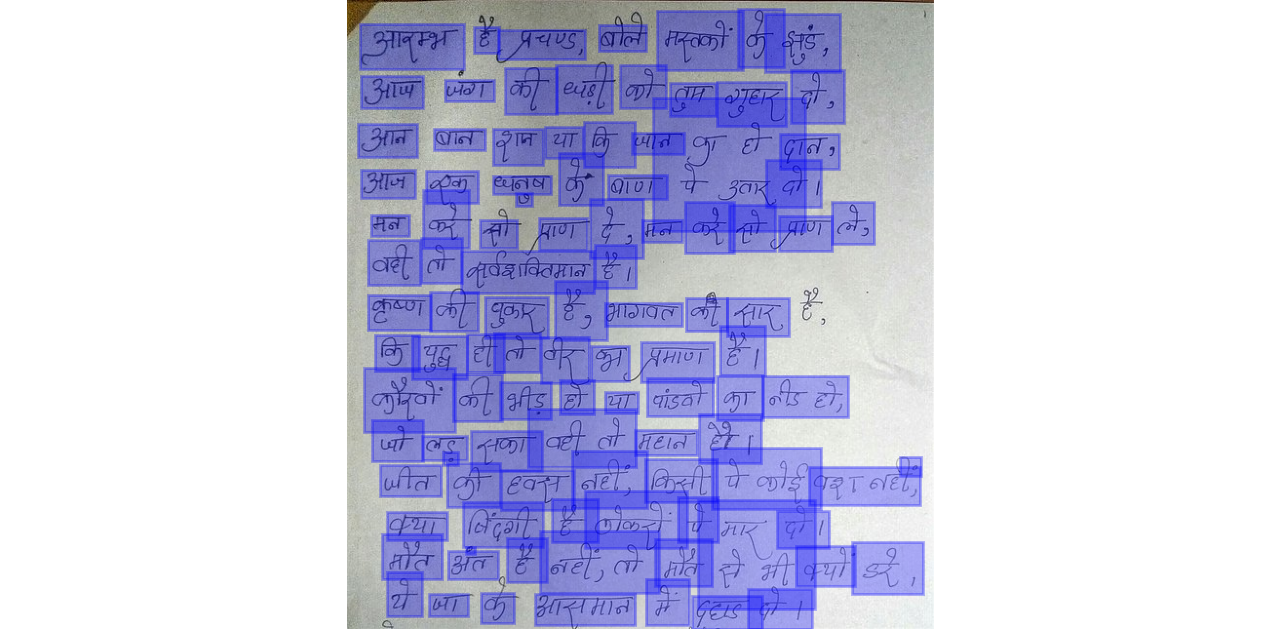 आरम्भ है प्रचण्ड, बोले मस्तकों के झुंड,
आज जंग की घड़ी की तुम गुहार दो,
आन बान शान या कि जान का हो दान,
आज एक धनुष के बाण पे उतार दो।
मन करे सो प्राण दे, मन करे सो प्राण ले,
वही तो सर्वशक्तिमान है।
कृष्ण की पुकार है, भागवत की सार है,
कि युद्ध ही तो वीर का प्रमाण है।
कौरवों की भीड़ हो या पांडवो का नीड हो,
जो लड़ सका वही तो महान है।
जीत की हवस नहीं, किसी पे कोई वश नहीं,
क्या जिंदगी है ठोकरों पे मार दो।
मौत अंत है नहीं, तो मौत से भी क्यों डरे,
ये जा के आसमान में दहाड दो।